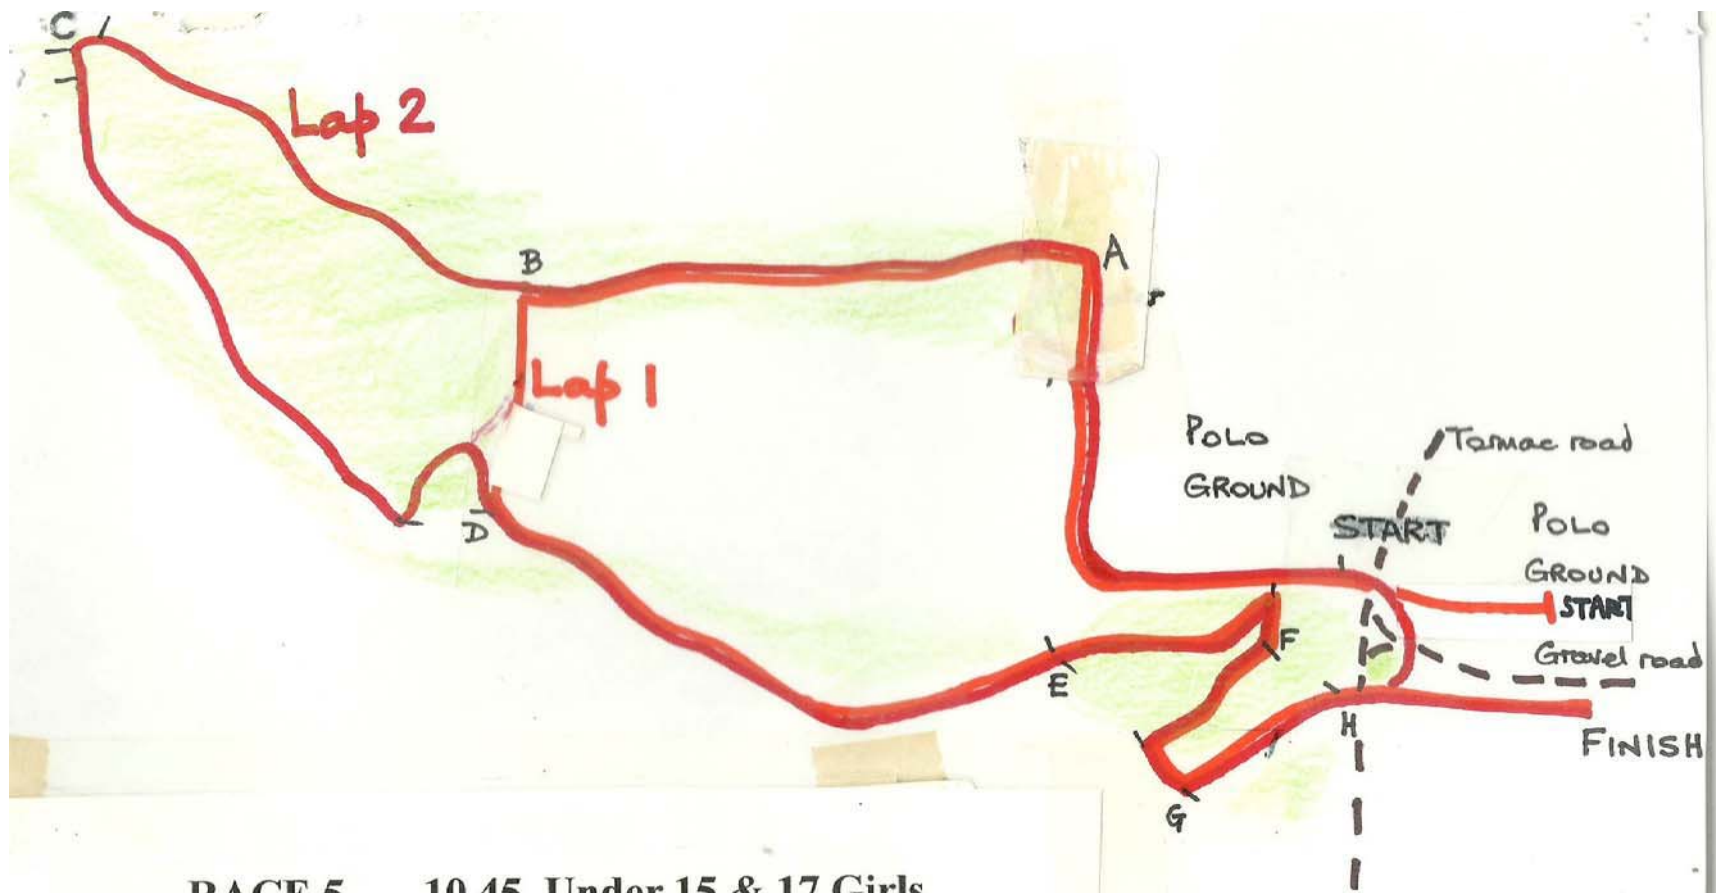 C
Lap 2
B
A
Lap 1
POLO
GROUND
Tarmac road
START
POLO
GROUND
START
D
F
Gravel road
E
H
FINISH
G
RACE 5 10.45 Under 15 & 17 Girls